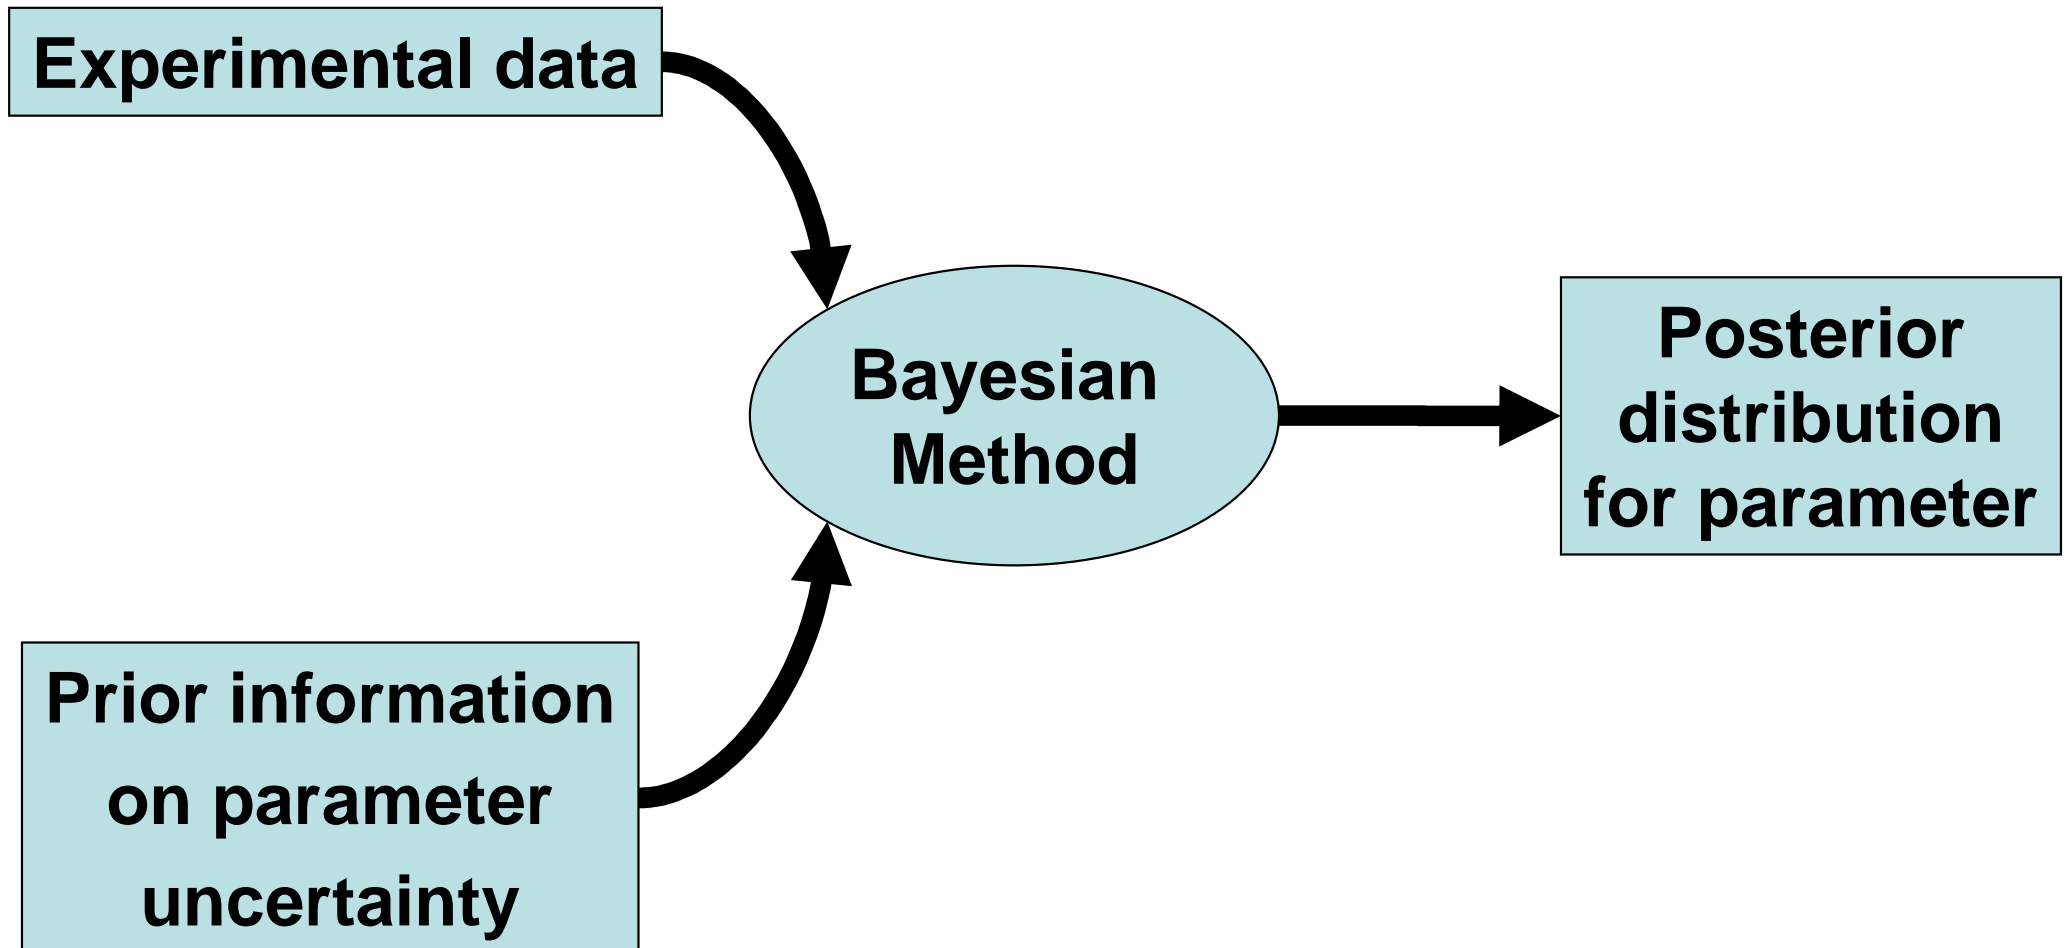 Experimental data
Bayesian
Method
Posterior
distribution
for parameter
Prior information
on parameter
uncertainty